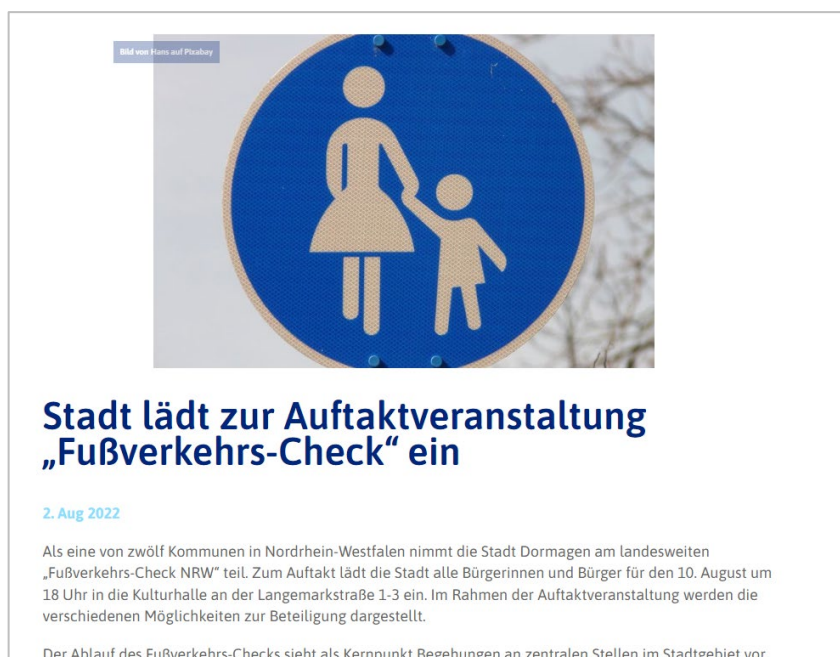 Bild von Hans auf Pixabay
Stadt lädt zur Auftaktveranstaltung
„Fußverkehrs-Check“ ein
2. Aug 2022
Als eine von zwölf Kommunen in Nordrhein-Westfalen nimmt die Stadt Dormagen am landesweiten
„Fußverkehrs-Check NRW“ teil. Zum Auftakt lädt die Stadt alle Bürgerinnen und Bürger für den 10. August um
18 Uhr in die Kulturhalle an der Langemarkstraße 1-3 ein. Im Rahmen der Auftaktveranstaltung werden die
verschiedenen Möglichkeiten zur Beteiligung dargestellt.
Der Ablauf des Fußverkehrs-Checks sieht als Kernpunkt Begehungen an zentralen Stellen im Stadtgebiet vor